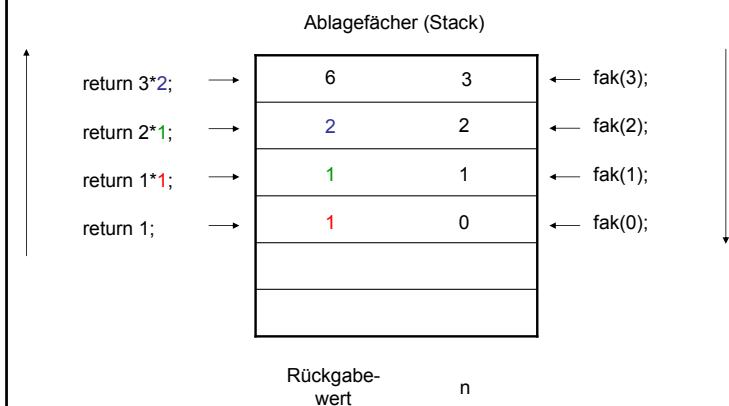 Ablagefächer (Stack)
return 3*2; 6 3 fak(3);
return 2*1; 2 2 fak(2);
return 1*1; 1 1 fak(1);
return 1; 1 0 fak(0);
Rückgabe-
wert n